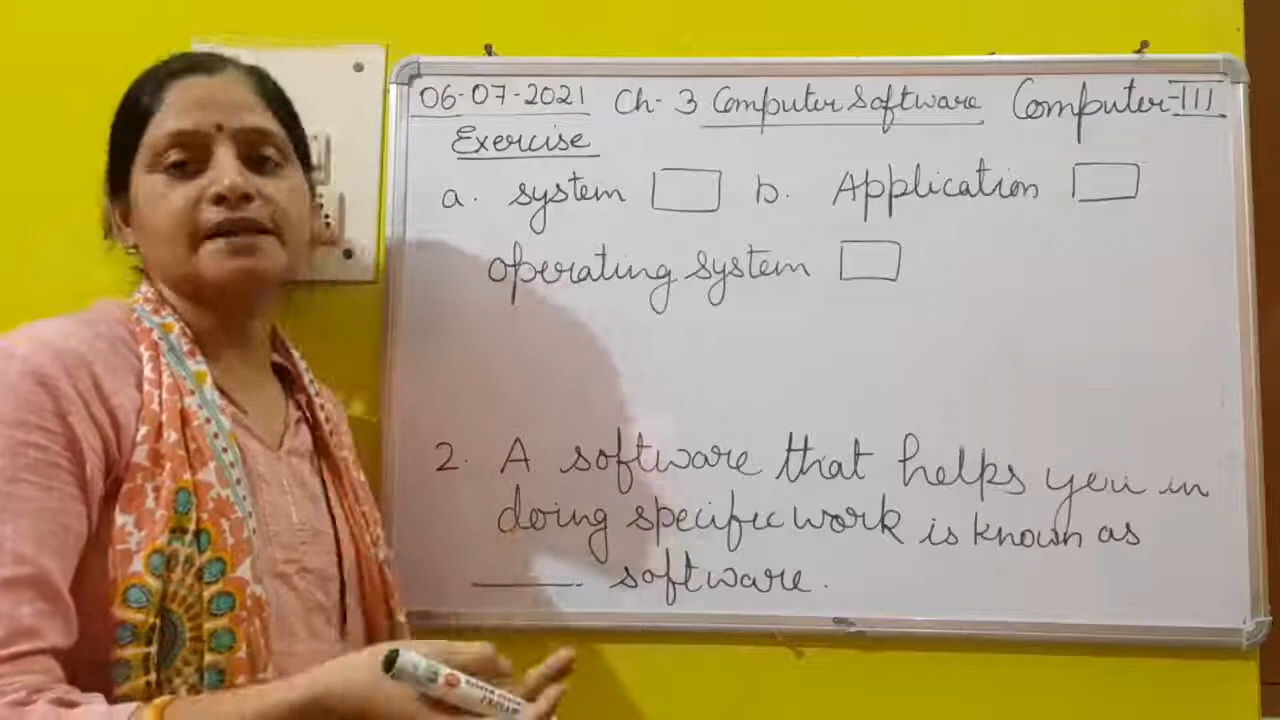 06-07-2021 Ch-3 Computer Software Computer-III
Exercise
a. system b. Application
operating system
2. A software that helps you in
doing specific work is known as
______ software.